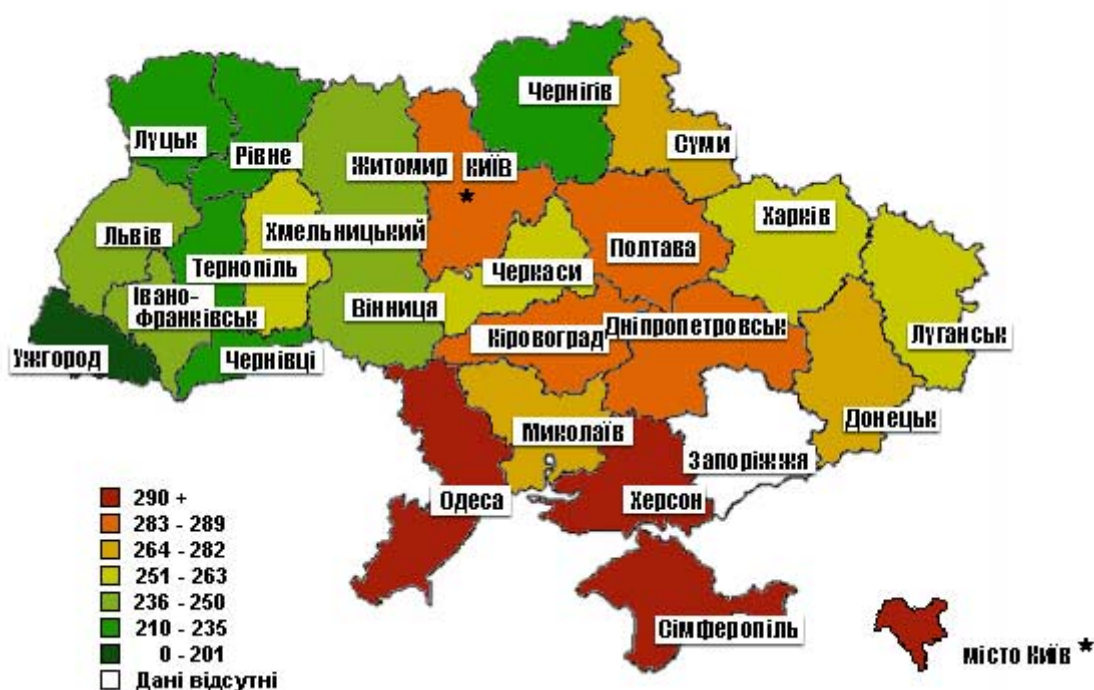 Чернігів
Луцьк
Рівне
Житомир
КИЇВ
*
Суми
Львів
Хмельницький
Харків
Тернопіль
Черкаси
Полтава
Івано-
Франківськ
Вінниця
Ужгород
Чернівці
Кіровоград
Дніпропетровськ
Луганськ
Миколаїв
Донецьк
Запоріжжя
Одеса
Херсон
Сімферополь
290 +
283 - 289
264 - 282
251 - 263
236 - 250
210 - 235
0 - 201
Дані відсутні
місто Київ *